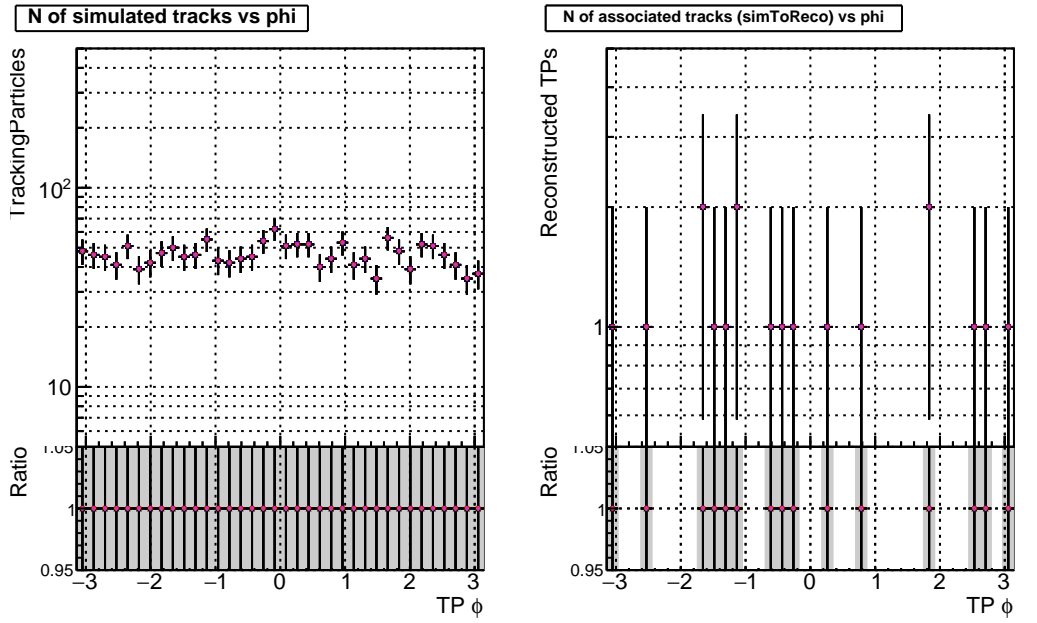 N of simulated tracks vs phi
TrackingParticles
10²
10
Ratio
1.05
1
0.95
−3 −2 −1 0 1 2 3
TP ϕ
N of associated tracks (simToReco) vs phi
Reconstructed TPs
1
Ratio
1.05
1
0.95
−3 −2 −1 0 1 2 3
TP ϕ